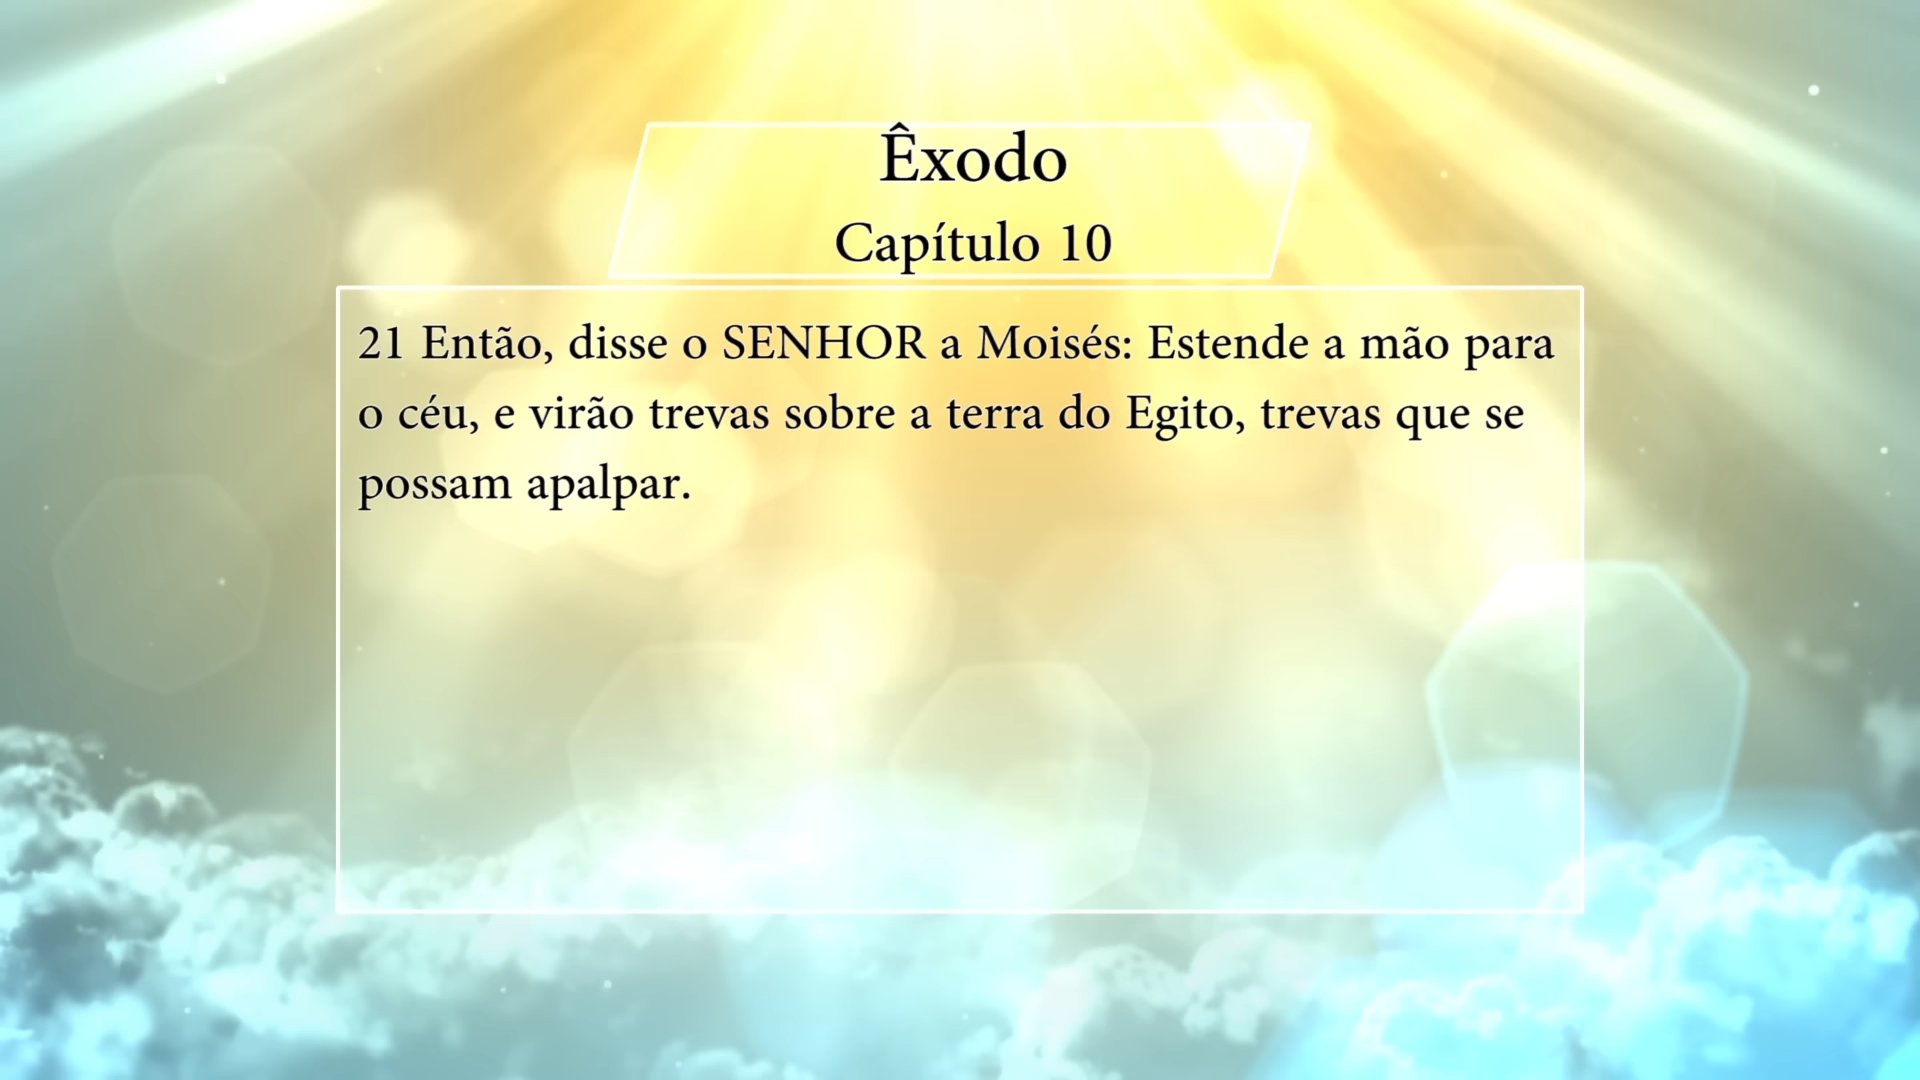 Êxodo
Capítulo 10
21 Então, disse o SENHOR a Moisés: Estende a mão para
o céu, e virão trevas sobre a terra do Egito, trevas que se
possam apalpar.